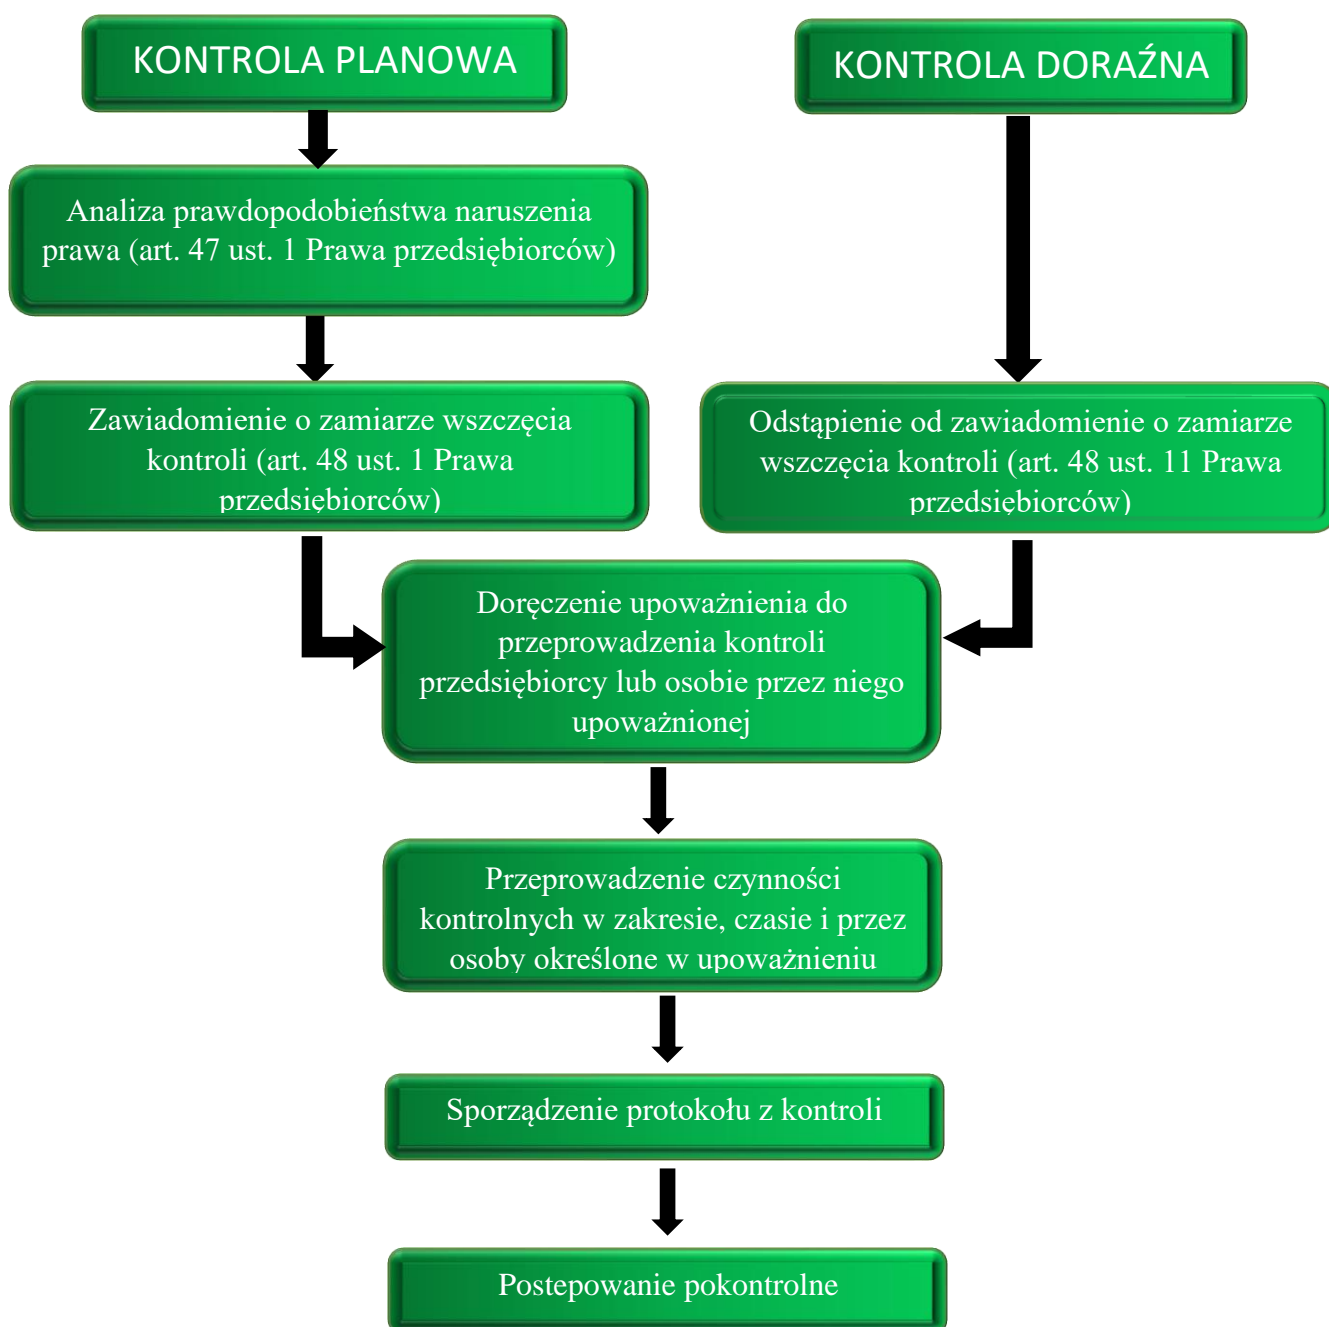 KONTROLA PLANOWA
KONTROLA DORAŹNA
Analiza prawdopodobieństwa naruszenia
prawa (art. 47 ust. 1 Prawa przedsiębiorców)
Zawiadomienie o zamiarze wszczęcia
kontroli (art. 48 ust. 1 Prawa
przedsiębiorców)
Odstąpienie od zawiadomienie o zamiarze
wszczęcia kontroli (art. 48 ust. 11 Prawa
przedsiębiorców)
Doręczenie upoważnienia do
przeprowadzenia kontroli
przedsiębiorcy lub osobie przez niego
upoważnionej
Przeprowadzenie czynności
kontrolnych w zakresie, czasie i przez
osoby określone w upoważnieniu
Sporządzenie protokołu z kontroli
Postepowanie pokontrolne